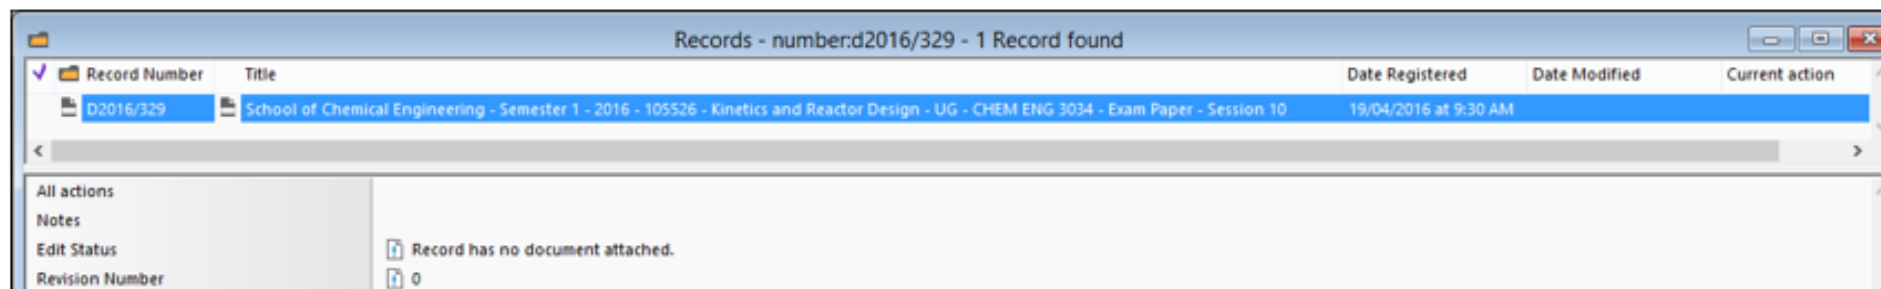 Records - number:d2016/329 - 1 Record found
Record Number Title Date Registered Date Modified Current action
D2016/329 School of Chemical Engineering - Semester 1 - 2016 - 105526 - Kinetics and Reactor Design - UG - CHEM ENG 3034 - Exam Paper - Session 10 19/04/2016 at 9:30 AM
All actions
Notes
Edit Status Record has no document attached.
Revision Number 0